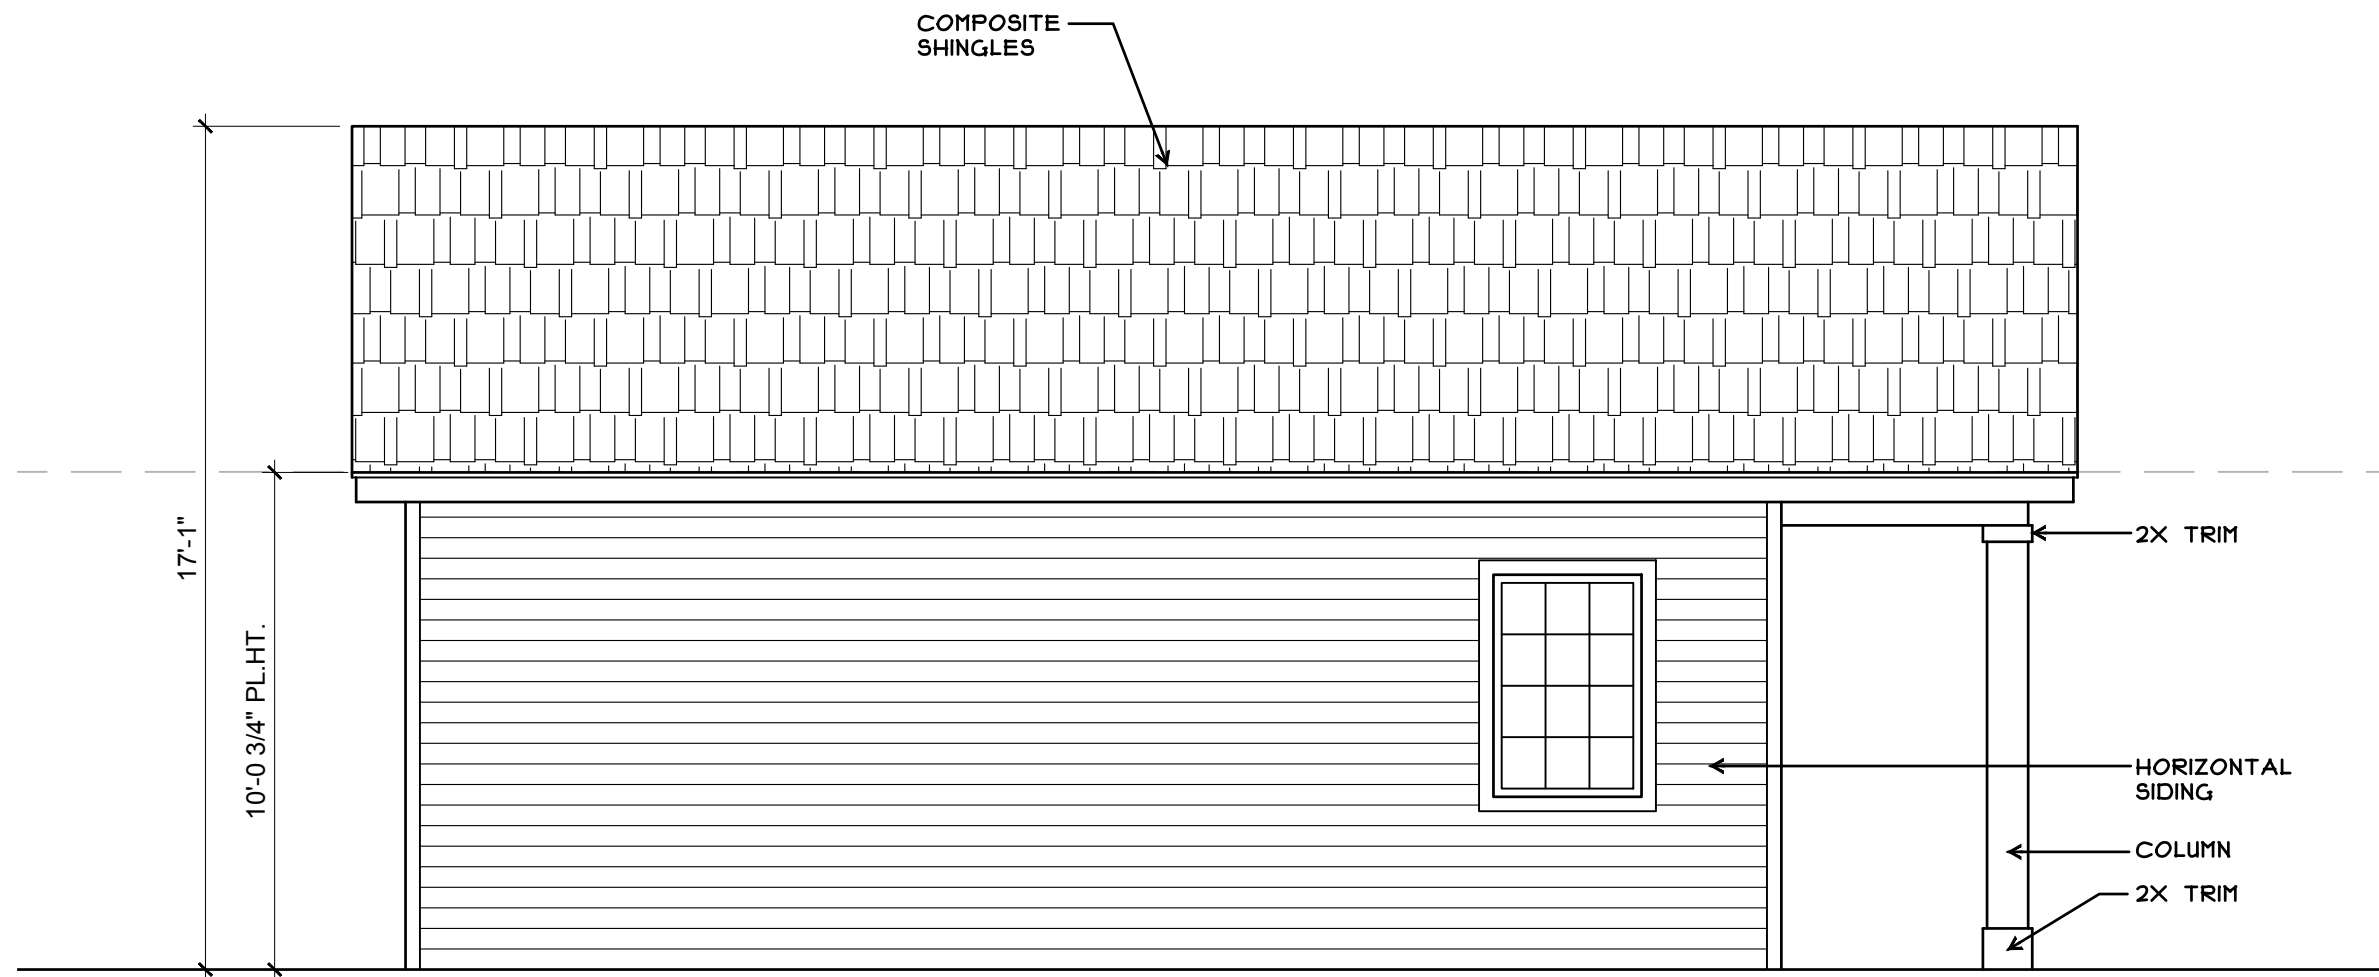 COMPOSITE
SHINGLES
17'-1"
10'-0 3/4" PL.HT.
2X TRIM
HORIZONTAL
SIDING
COLUMN
2X TRIM